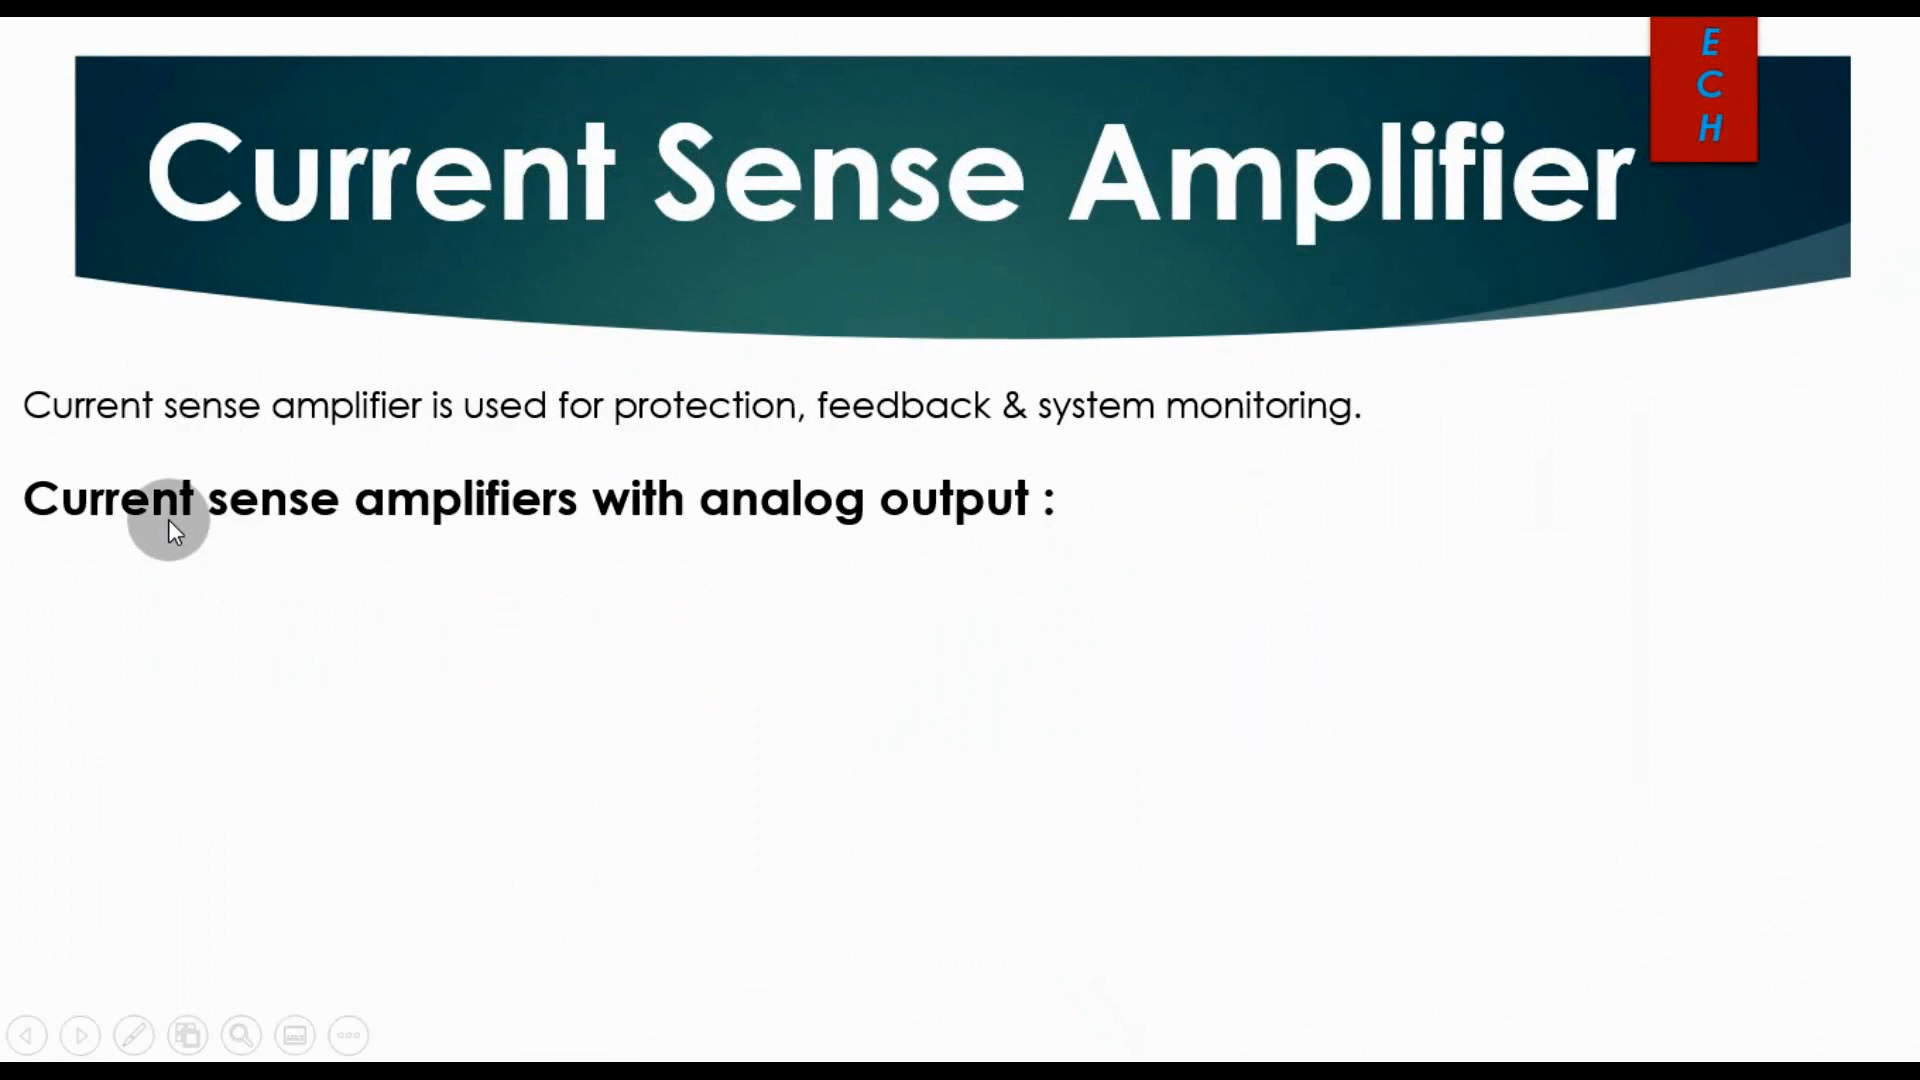 E
C
H
Current Sense Amplifier
Current sense amplifier is used for protection, feedback & system monitoring.
Current sense amplifiers with analog output :